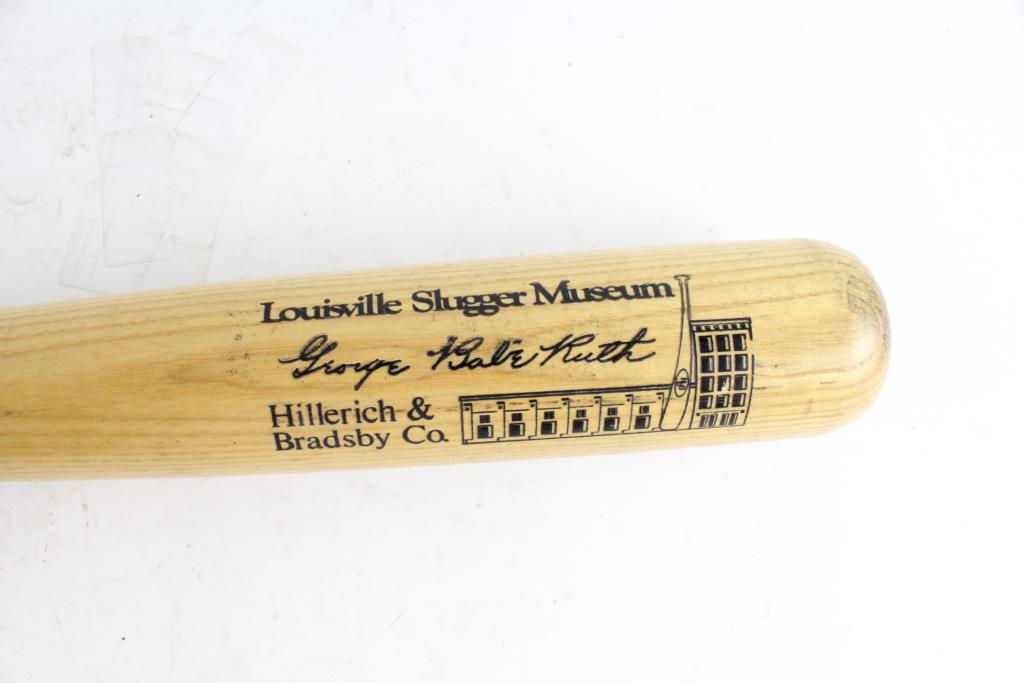 Louisville Slugger Museum
George "Babe" Ruth
Hillerich &
Bradsby Co.